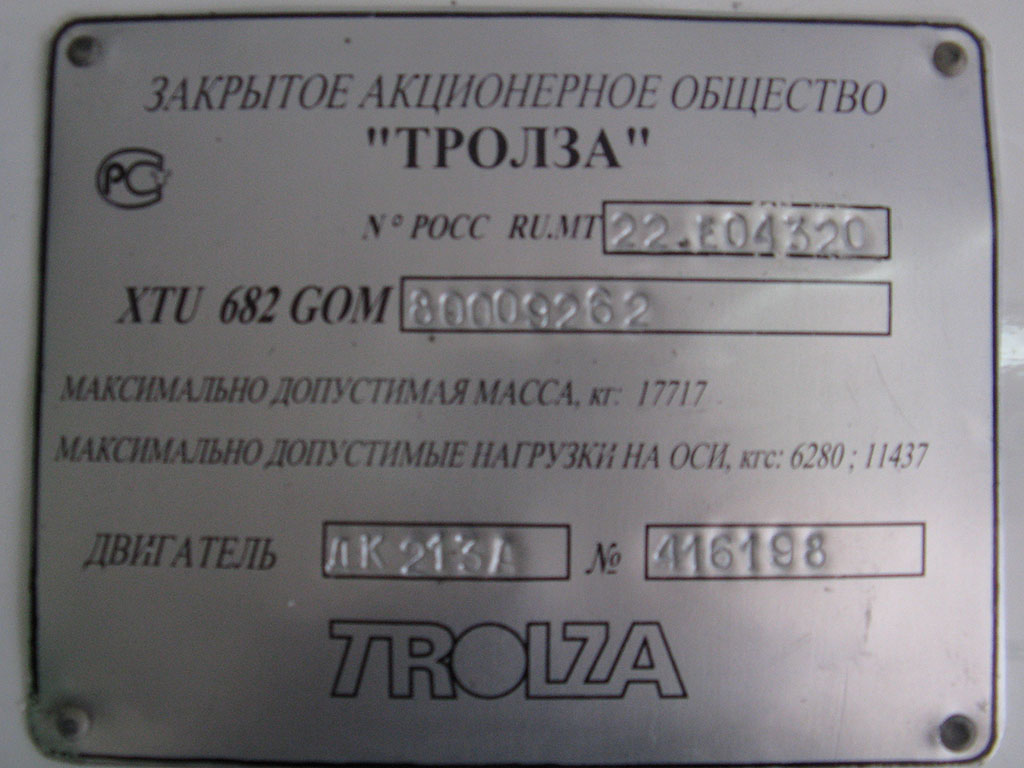 ЗАКРЫТОЕ АКЦИОНЕРНОЕ ОБЩЕСТВО
"ТРОЛЗА"
РС
N° РОСС RU.MT 22.E04320
XTU 682 GOM 80009262
МАКСИМАЛЬНО ДОПУСТИМАЯ МАССА, кг: 17717
МАКСИМАЛЬНО ДОПУСТИМЫЕ НАГРУЗКИ НА ОСИ, кгс: 6280 ; 11437
ДВИГАТЕЛЬ ДК 213А № 416198
TROLZA